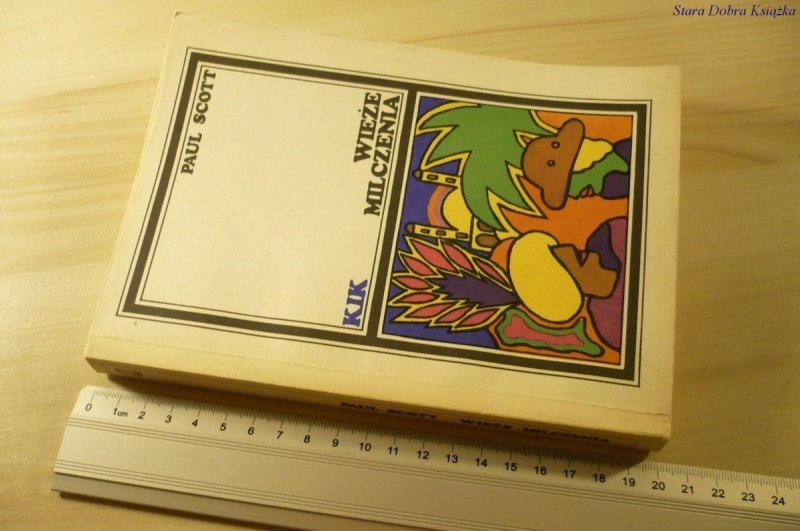 Stara Dobra Książka
PAUL SCOTT
WIEŻE
MILCZENIA
KIK
PAUL SCOTT WIEŻE MILCZENIA
0 1cm 2 3 4 5 6 7 8 9 10 11 12 13 14 15 16 17 18 19 20 21 22 23 24